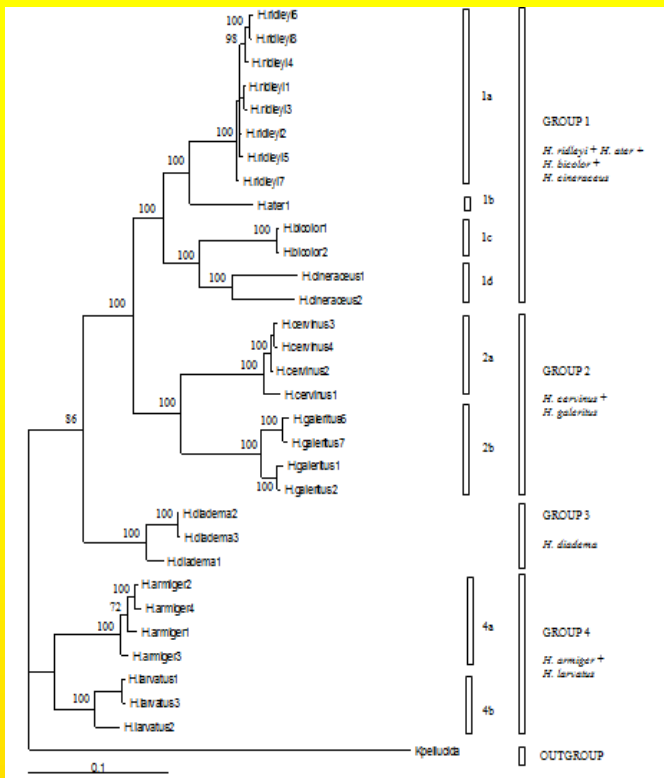 H.ridleyi6
100
H.ridleyi8
98
H.ridleyi4
H.ridleyi1
H.ridleyi3
100
H.ridleyi2
H.ridleyi5
H.ridleyi7
100
H.ater1
100
100
H.bicolor1
H.bicolor2
100
H.cineraceus1
H.cineraceus2
100
H.cervinus3
100
H.cervinus4
H.cervinus2
H.cervinus1
100
86
100
H.galeritus6
H.galeritus7
100
H.galeritus1
100
H.galeritus2
100
H.diadema2
H.diadema3
100
H.diadema1
100
H.armiger2
72
H.armiger4
100
H.armiger1
H.armiger3
H.larvatus1
100
H.larvatus3
H.larvatus2
Kpellucida
0.1
1a
1b
1c
1d
2a
2b
4a
4b
GROUP 1
H. ridleyi + H. ater +
H. bicolor +
H. cineraceus
GROUP 2
H. cervinus +
H. galeritus
GROUP 3
H. diadema
GROUP 4
H. armiger +
H. larvatus
OUTGROUP